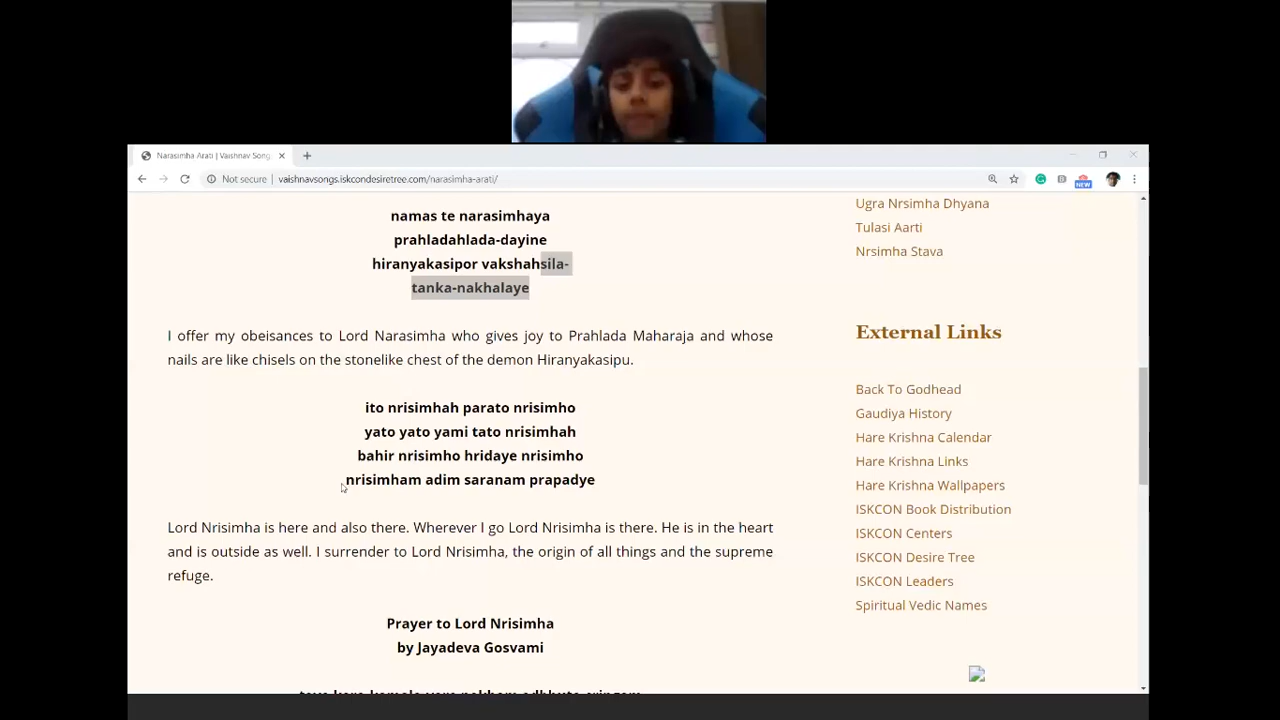 Narasimha Arati | Vaishnav Song
Not secure
vaishnavsongs.iskcondesiretree.com/narasimha-arati/
NEW
namas te narasimhaya
prahladahlada-dayine
hiranyakasipor vakshahsila-
tanka-nakhalaye
I offer my obeisances to Lord Narasimha who gives joy to Prahlada Maharaja and whose
nails are like chisels on the stonelike chest of the demon Hiranyakasipu.
ito nrisimhah parato nrisimho
yato yato yami tato nrisimhah
bahir nrisimho hridaye nrisimho
nrisimham adim saranam prapadye
Lord Nrisimha is here and also there. Wherever I go Lord Nrisimha is there. He is in the heart
and is outside as well. I surrender to Lord Nrisimha, the origin of all things and the supreme
refuge.
Prayer to Lord Nrisimha
by Jayadeva Gosvami
Ugra Nrsimha Dhyana
Tulasi Aarti
Nrsimha Stava
External Links
Back To Godhead
Gaudiya History
Hare Krishna Calendar
Hare Krishna Links
Hare Krishna Wallpapers
ISKCON Book Distribution
ISKCON Centers
ISKCON Desire Tree
ISKCON Leaders
Spiritual Vedic Names